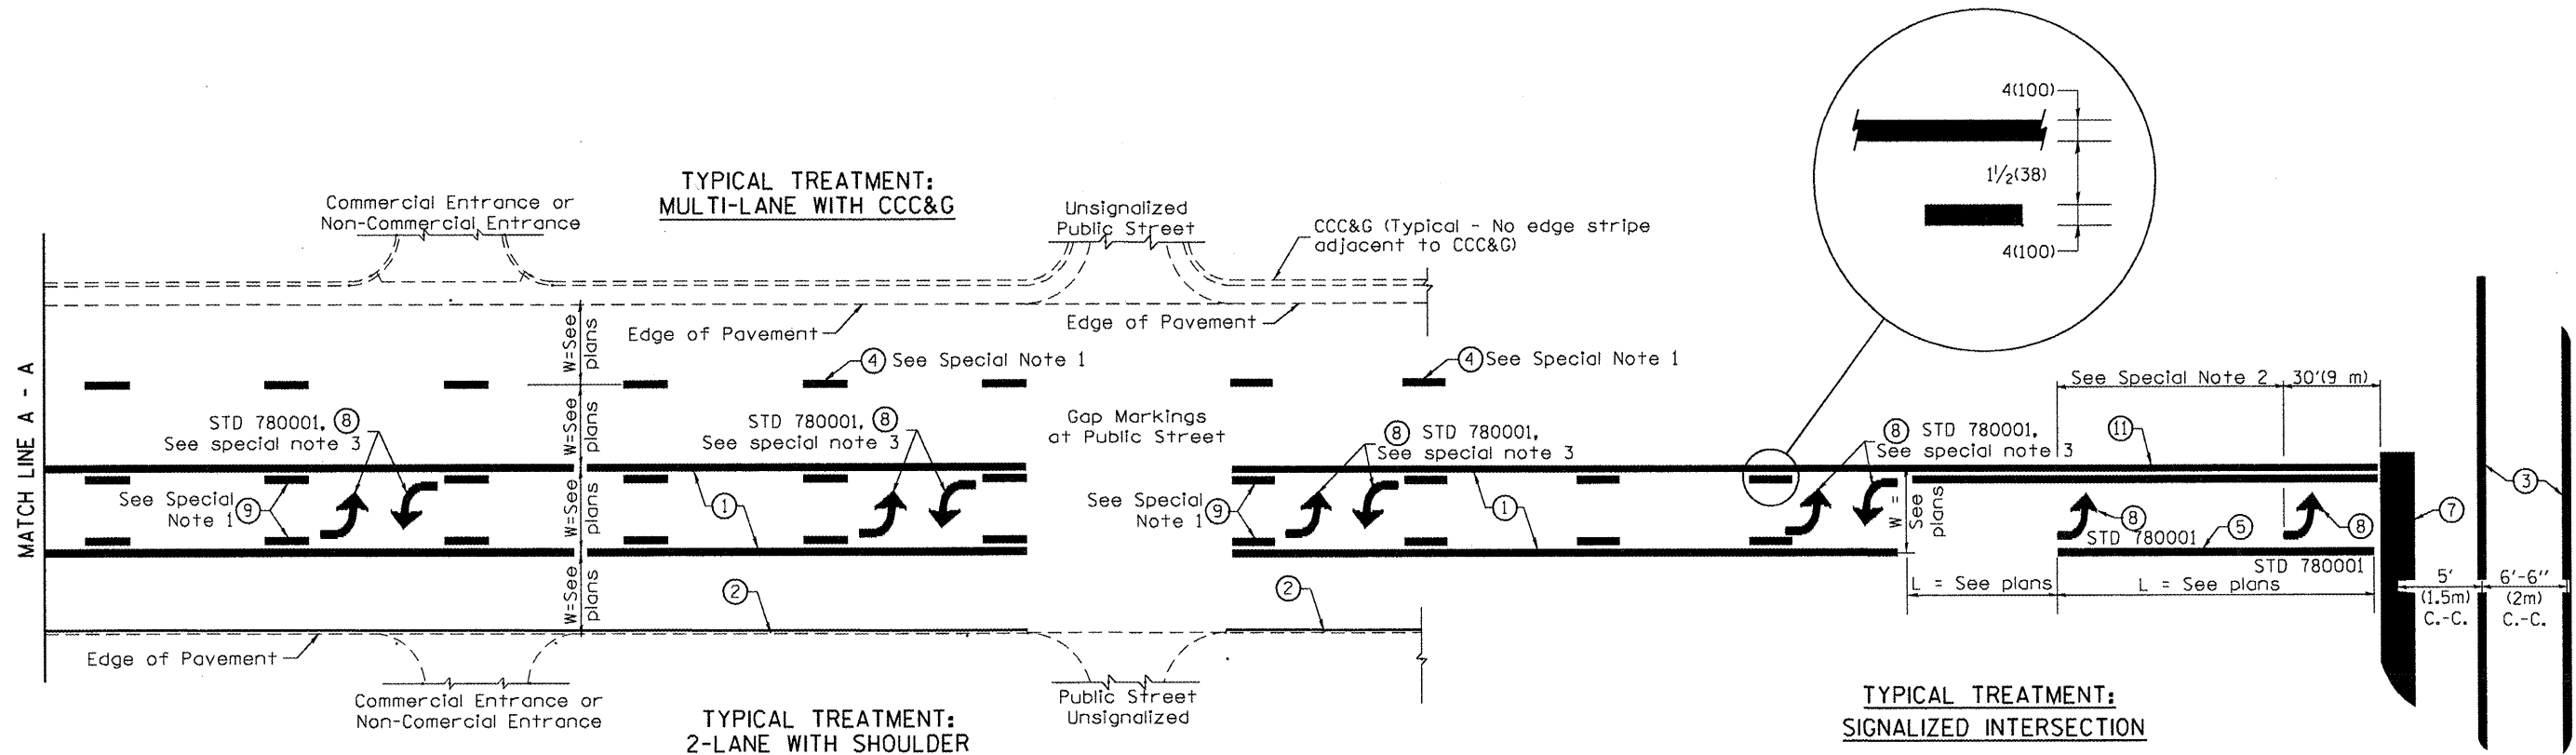 4(100)
1½(38)
4(100)
TYPICAL TREATMENT:
MULTI-LANE WITH CCC&G
Commercial Entrance or
Non-Commercial Entrance
Unsignalized
Public Street
CCC&G (Typical - No edge stripe
adjacent to CCC&G)
Edge of Pavement
Edge of Pavement
W=See
plans
4 See Special Note 1
4 See Special Note 1
MATCH LINE A - A
See Special Note 2
30'(9 m)
STD 780001, 8
See special note 3
W=See
plans
STD 780001, 8
See special note 3
Gap Markings
at Public Street
8 STD 780001,
See special note 3
8 STD 780001,
See special note 3
11
See Special
Note 1 9
1
W=See
plans
See Special
Note 1 9
1
W =
See
plans
8
STD 780001
5
8
STD 780001
7
3
2
W=See
plans
2
L = See plans
L = See plans
5'
(1.5m)
C.-C.
6'-6"
(2m)
C.-C.
Edge of Pavement
Commercial Entrance or
Non-Comercial Entrance
Public Street
Unsignalized
TYPICAL TREATMENT:
2-LANE WITH SHOULDER
TYPICAL TREATMENT:
SIGNALIZED INTERSECTION